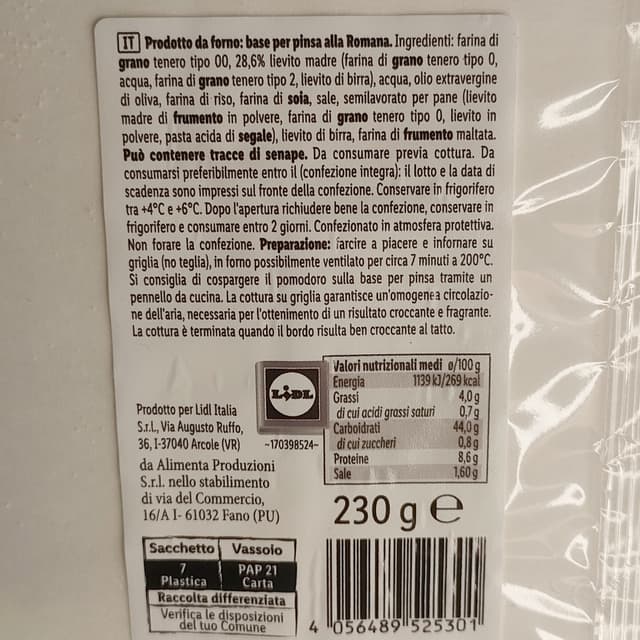 IT Prodotto da forno: base per pinsa alla Romana. Ingredienti: farina di
grano tenero tipo 00, 28,6% lievito madre (farina di grano tenero tipo 0,
acqua, farina di grano tenero tipo 2, lievito di birra), acqua, olio extravergine
di oliva, farina di riso, farina di soia, sale, semilavorato per pane (lievito
madre di frumento in polvere, farina di grano tenero tipo 0, lievito in
polvere, pasta acida di segale), lievito di birra, farina di frumento maltata.
Può contenere tracce di senape. Da consumare previa cottura. Da
consumarsi preferibilmente entro il (confezione integra): il lotto e la data di
scadenza sono impressi sul fronte della confezione. Conservare in frigorifero
tra +4°C e +6°C. Dopo l'apertura richiudere bene la confezione, conservare in
frigorifero e consumare entro 2 giorni. Confezionato in atmosfera protettiva.
Non forare la confezione. Preparazione: farcire a piacere e infornare su
griglia (no teglia), in forno possibilmente ventilato per circa 7 minuti a 200°C.
Si consiglia di cospargere il pomodoro sulla base per pinsa tramite un
pennello da cucina. La cottura su griglia garantisce un'omogenea circolazio-
ne dell'aria, necessaria per l'ottenimento di un risultato croccante e fragrante.
La cottura è terminata quando il bordo risulta ben croccante al tatto.
Prodotto per Lidl Italia
S.r.l., Via Augusto Ruffo,
36, I-37040 Arcole (VR)
da Alimenta Produzioni
S.r.l. nello stabilimento
di via del Commercio,
16/A I- 61032 Fano (PU)
LIDL
~170398524~
Valori nutrizionali medi ø/100 g
Energia 1139 kJ/269 kcal
Grassi 4,0 g
di cui acidi grassi saturi 0,7 g
Carboidrati 44,0 g
di cui zuccheri 0,8 g
Proteine 8,6 g
Sale 1,60 g
230 g e
Sacchetto Vassoio
7 PAP 21
Plastica Carta
Raccolta differenziata
Verifica le disposizioni
del tuo Comune
4 056489 525301